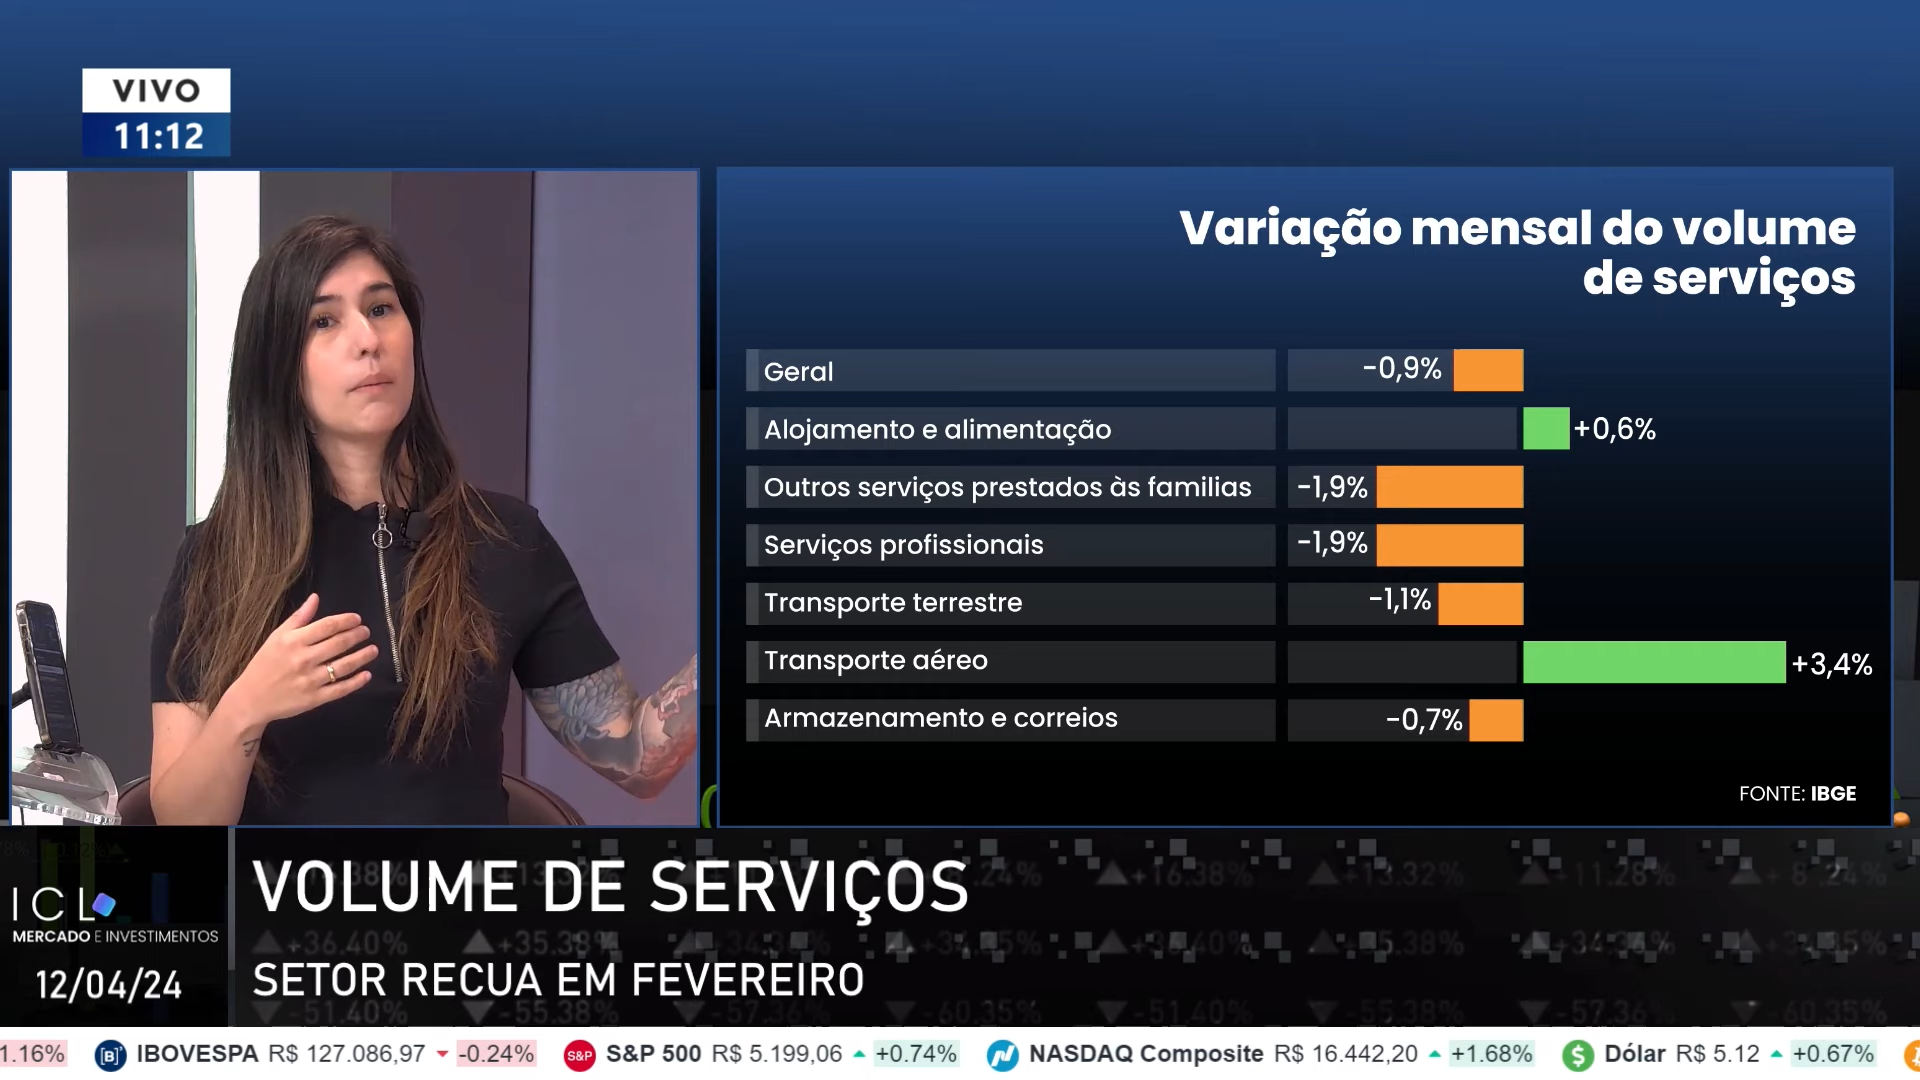 VIVO
11:12
Variação mensal do volume
de serviços
Geral -0,9%
Alojamento e alimentação +0,6%
Outros serviços prestados às familias -1,9%
Serviços profissionais -1,9%
Transporte terrestre -1,1%
Transporte aéreo +3,4%
Armazenamento e correios -0,7%
FONTE: IBGE
ICL
MERCADO E INVESTIMENTOS
12/04/24
VOLUME DE SERVIÇOS
SETOR RECUA EM FEVEREIRO
1.16% IBOVESPA R$ 127.086,97 -0.24% S&P S&P 500 R$ 5.199,06 +0.74% NASDAQ Composite R$ 16.442,20 +1.68% $ Dólar R$ 5.12 +0.67%